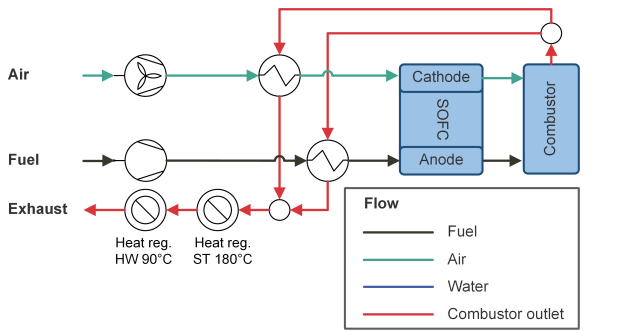 Air
Cathode
SOFC
Combustor
Fuel
Anode
Exhaust
Heat reg.
HW 90°C
Heat reg.
ST 180°C
Flow
Fuel
Air
Water
Combustor outlet